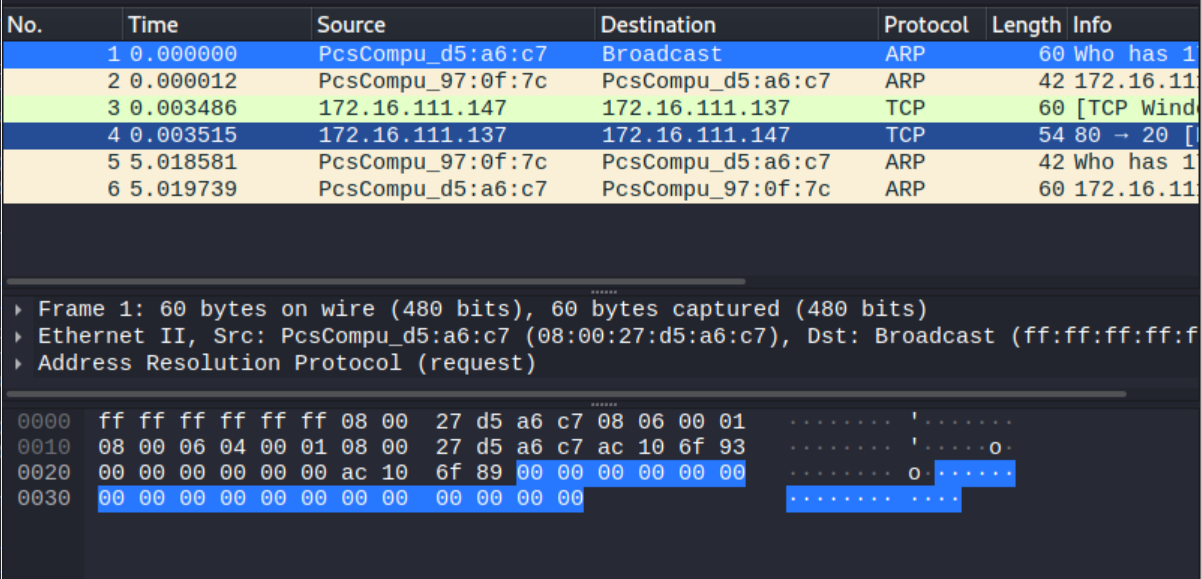 No. Time Source Destination Protocol Length Info
1 0.000000 PcsCompu_d5:a6:c7 Broadcast ARP 60 Who has 1
2 0.000012 PcsCompu_97:0f:7c PcsCompu_d5:a6:c7 ARP 42 172.16.11
3 0.003486 172.16.111.147 172.16.111.137 TCP 60 [TCP Wind
4 0.003515 172.16.111.137 172.16.111.147 TCP 54 80 → 20 [
5 5.018581 PcsCompu_97:0f:7c PcsCompu_d5:a6:c7 ARP 42 Who has 1
6 5.019739 PcsCompu_d5:a6:c7 PcsCompu_97:0f:7c ARP 60 172.16.11
Frame 1: 60 bytes on wire (480 bits), 60 bytes captured (480 bits)
Ethernet II, Src: PcsCompu_d5:a6:c7 (08:00:27:d5:a6:c7), Dst: Broadcast (ff:ff:ff:ff:f
Address Resolution Protocol (request)
0000 ff ff ff ff ff ff 08 00 27 d5 a6 c7 08 06 00 01 ········ '·······
0010 08 00 06 04 00 01 08 00 27 d5 a6 c7 ac 10 6f 93 ········ '·····o·
0020 00 00 00 00 00 00 ac 10 6f 89 00 00 00 00 00 00 ········ o·······
0030 00 00 00 00 00 00 00 00 00 00 00 00 ········ ····